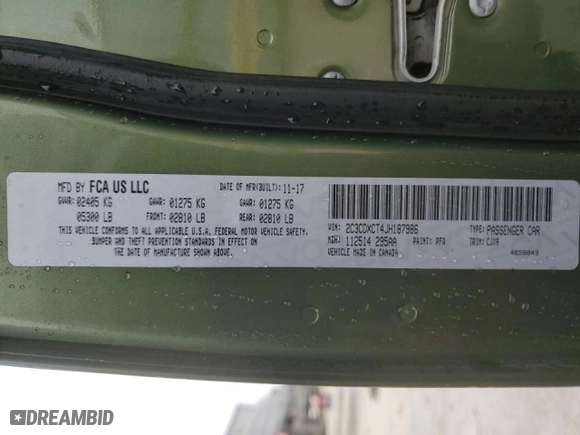 MFD BY FCA US LLC
DATE OF MFR(BUILT): 11-17
GVWR: 02405 KG
05300 LB
GAWR: 01275 KG
FRONT: 02810 LB
GAWR: 01275 KG
REAR: 02810 LB
THIS VEHICLE CONFORMS TO ALL APPLICABLE U.S.A. FEDERAL MOTOR VEHICLE SAFETY,
BUMPER AND THEFT PREVENTION STANDARDS IN EFFECT ON
THE DATE OF MANUFACTURE SHOWN ABOVE.
VIN: 2C3CDXCT4JH187986
TYPE: PASSENGER CAR
MDH: 112514 295AA
PAINT: PFQ
TRIM: CJX9
VEHICLE MADE IN CANADA
4658843
DREAMBID